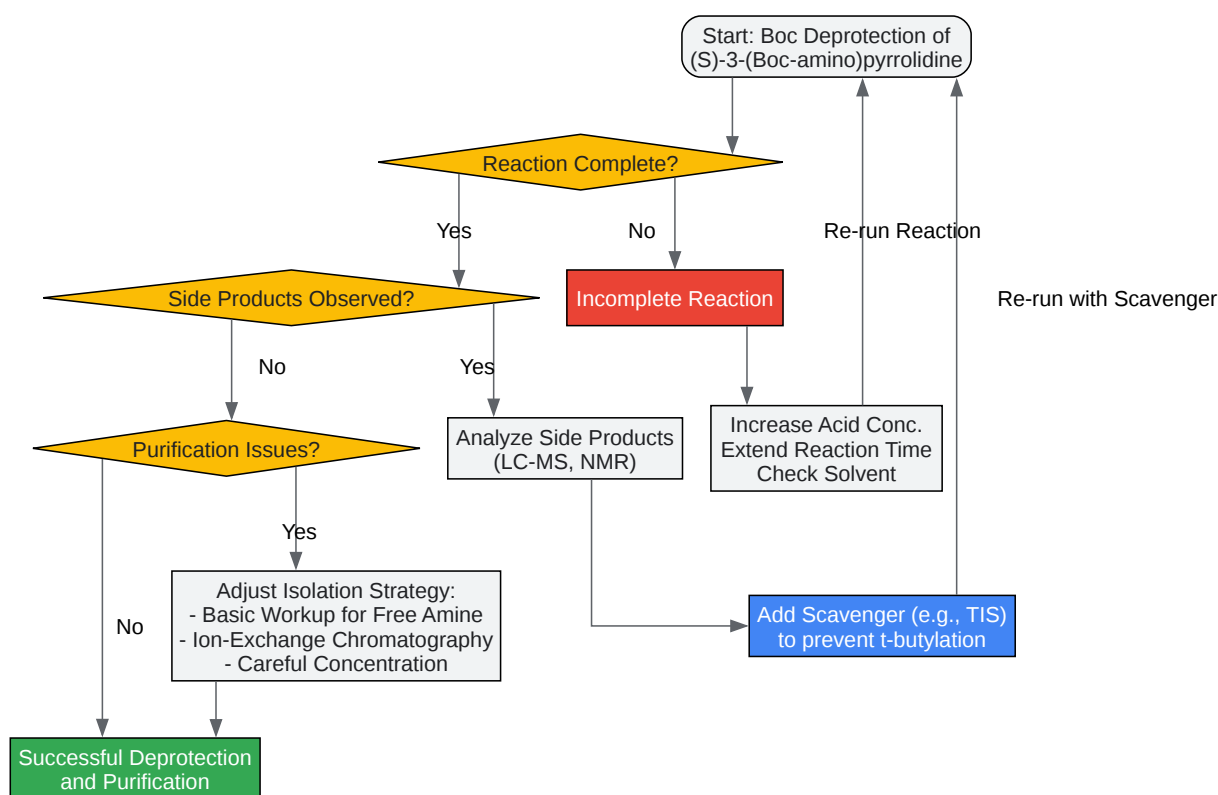 Start: Boc Deprotection of
(S)-3-(Boc-amino)pyrrolidine
Reaction Complete?
Yes
No
Re-run Reaction
Side Products Observed?
Incomplete Reaction
Re-run with Scavenger
No
Yes
Purification Issues?
Analyze Side Products
(LC-MS, NMR)
Increase Acid Conc.
Extend Reaction Time
Check Solvent
Yes
No
Adjust Isolation Strategy:
- Basic Workup for Free Amine
- Ion-Exchange Chromatography
- Careful Concentration
Add Scavenger (e.g., TIS)
to prevent t-butylation
Successful Deprotection
and Purification